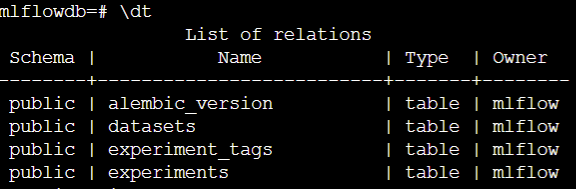 mlflowdb=# \dt
List of relations
Schema | Name | Type | Owner
--------+---------------------------+-------+--------
public | alembic_version | table | mlflow
public | datasets | table | mlflow
public | experiment_tags | table | mlflow
public | experiments | table | mlflow